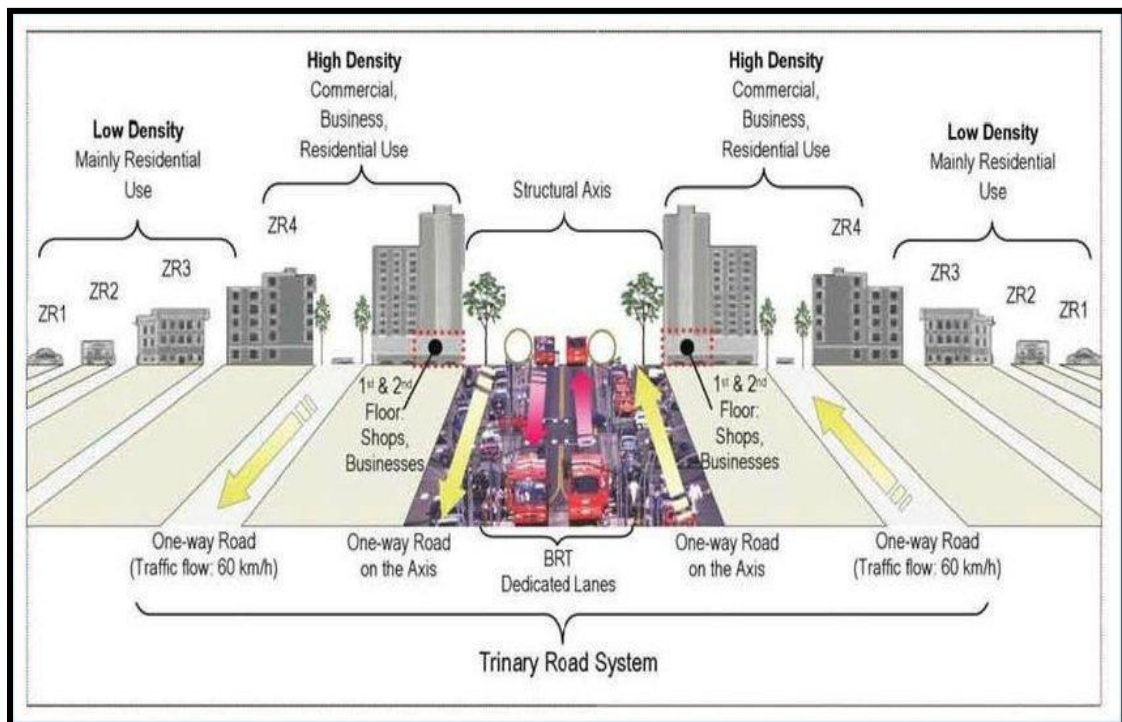 High Density
Commercial,
Business,
Residential Use
High Density
Commercial,
Business,
Residential Use
Low Density
Mainly Residential
Use
Low Density
Mainly Residential
Use
Structural Axis
ZR4
ZR4
ZR3
ZR2
ZR1
ZR3
ZR2
ZR1
1st & 2nd
Floor:
Shops,
Businesses
1st & 2nd
Floor:
Shops,
Businesses
One-way Road
(Traffic flow: 60 km/h)
One-way Road
on the Axis
BRT
Dedicated Lanes
One-way Road
on the Axis
One-way Road
(Traffic flow: 60 km/h)
Trinary Road System